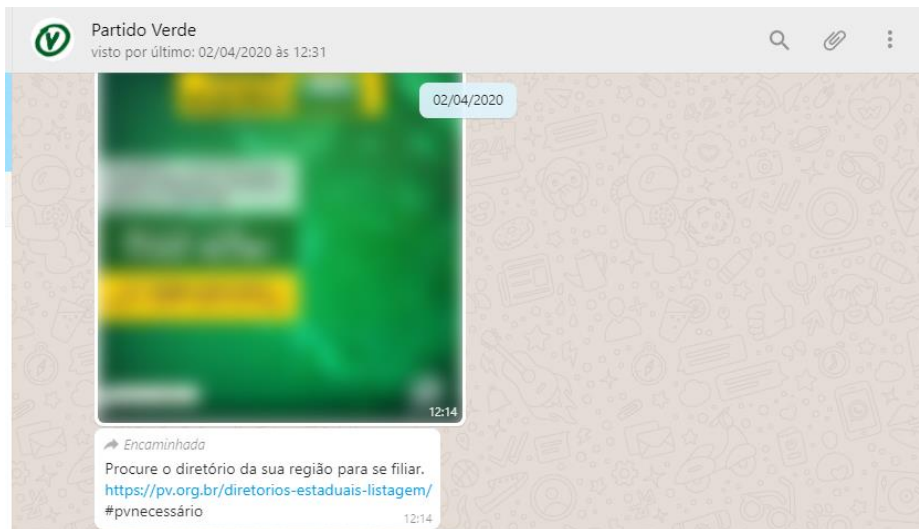 Partido Verde
visto por último: 02/04/2020 às 12:31
02/04/2020
12:14
Encaminhada
Procure o diretório da sua região para se filiar.
https://pv.org.br/diretorios-estaduais-listagem/
#pvnecessário
12:14